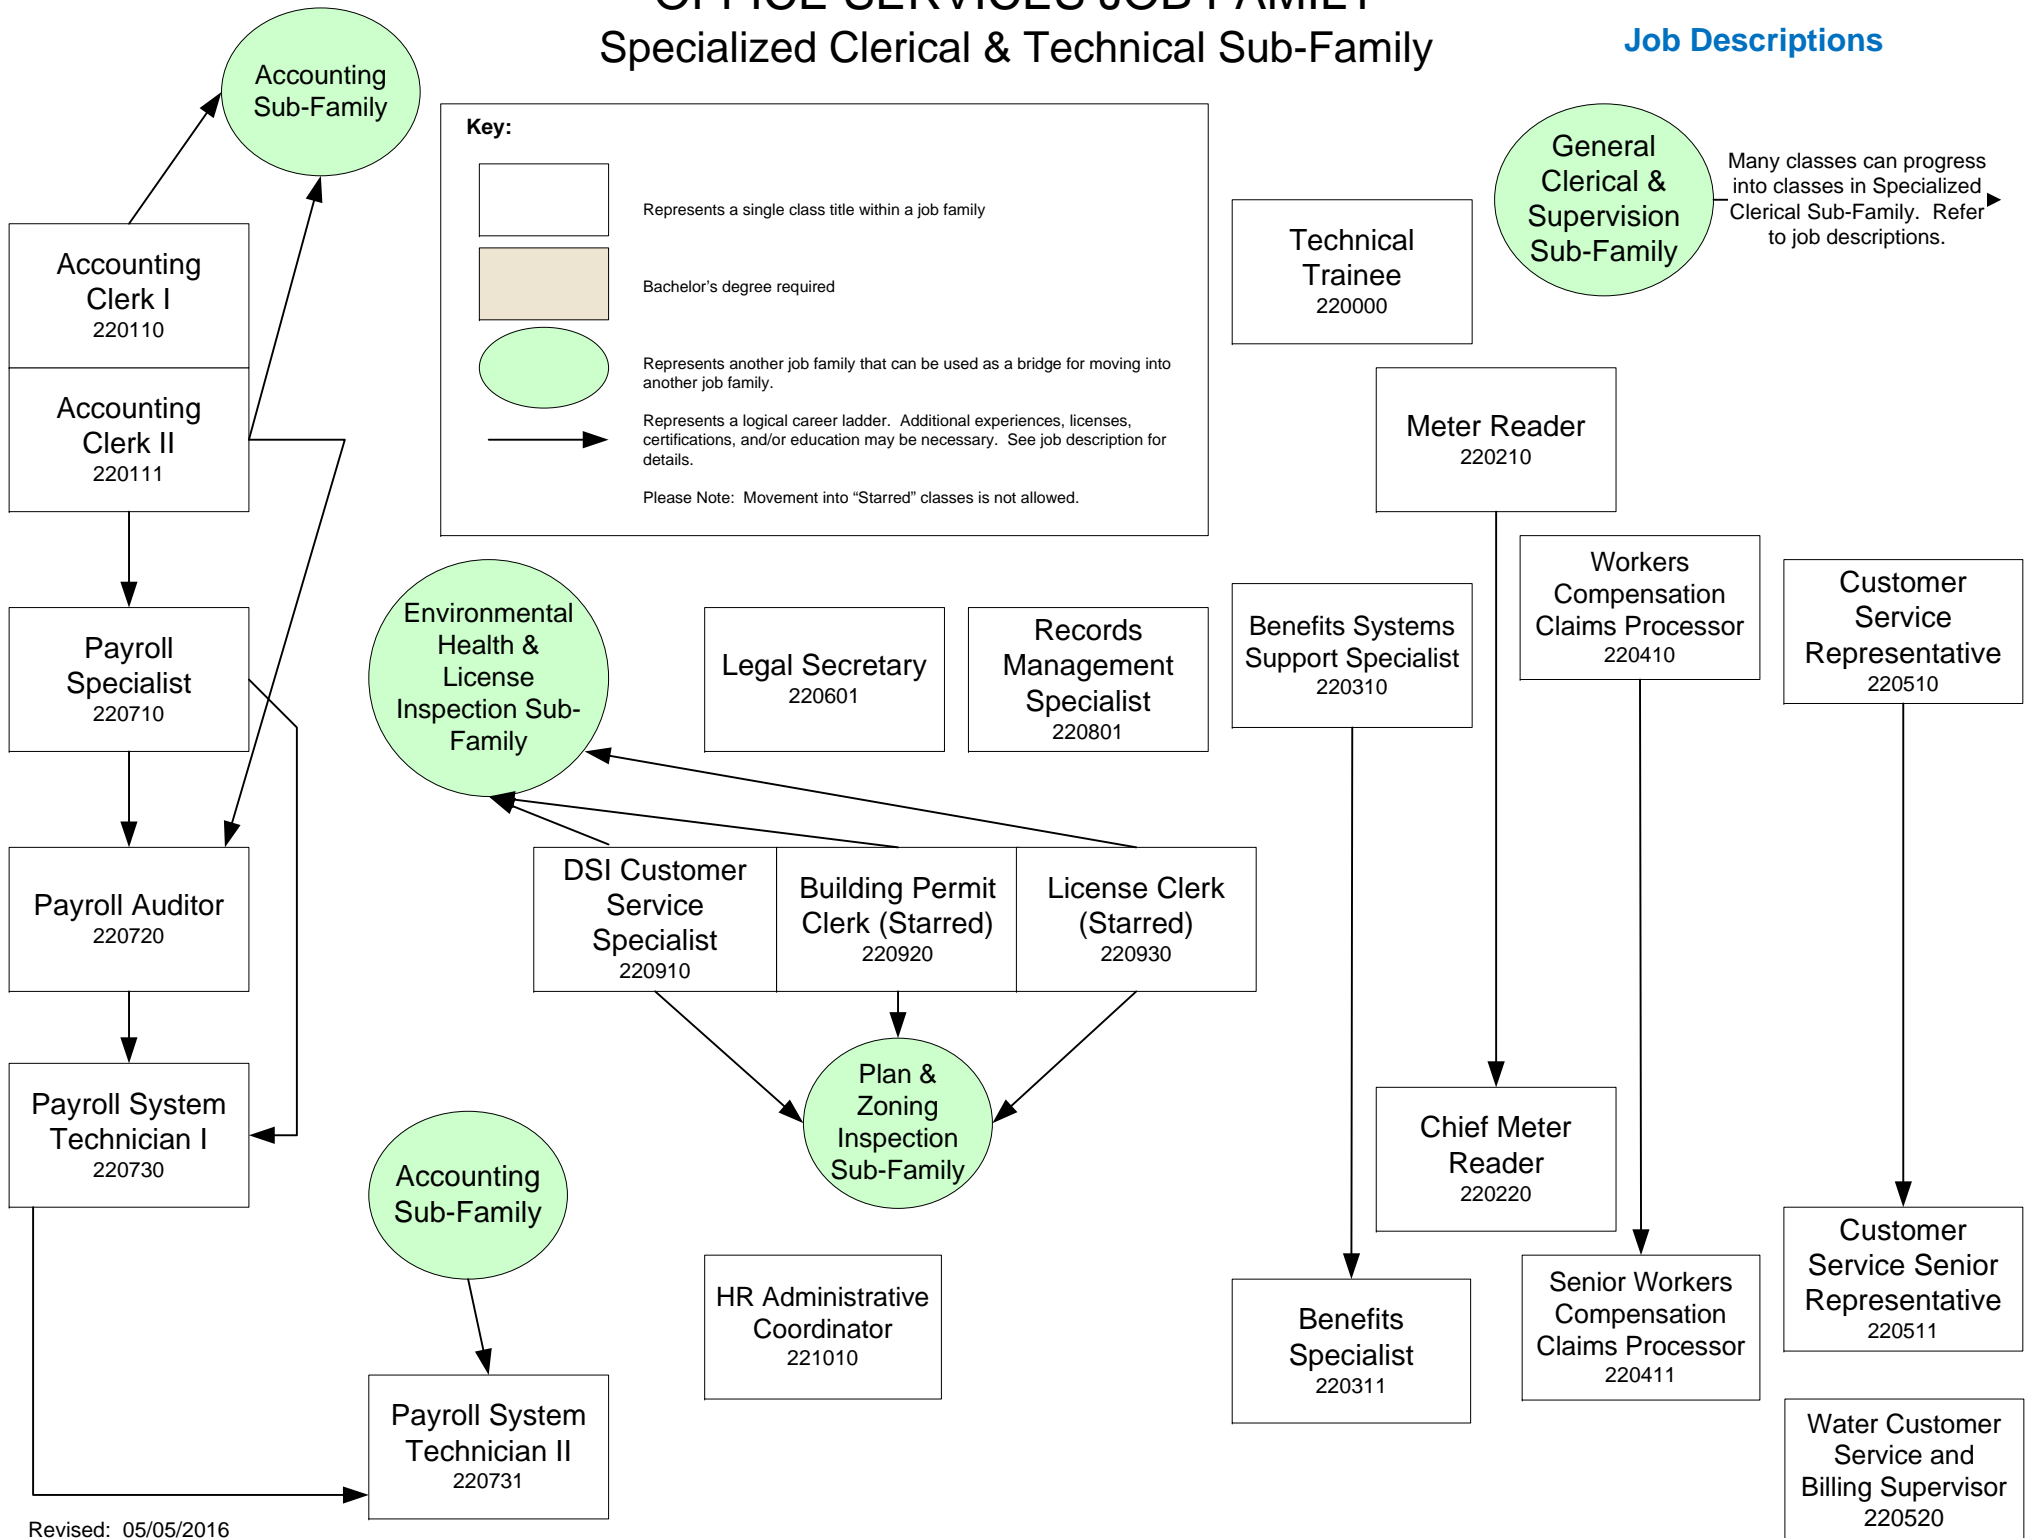 OFFICE SERVICES JOB FAMILY
Specialized Clerical & Technical Sub-Family
Job Descriptions
Accounting
Sub-Family
Key:
Represents a single class title within a job family
Bachelor's degree required
Represents another job family that can be used as a bridge for moving into
another job family.
Represents a logical career ladder.  Additional experiences, licenses,
certifications, and/or education may be necessary.  See job description for
details.
Please Note:  Movement into “Starred” classes is not allowed.
General
Clerical &
Supervision
Sub-Family
Many classes can progress
into classes in Specialized
Clerical Sub-Family.  Refer
to job descriptions.
Technical
Trainee
220000
Accounting
Clerk I
220110
Accounting
Clerk II
220111
Meter Reader
220210
Workers
Compensation
Claims Processor
220410
Customer
Service
Representative
220510
Payroll
Specialist
220710
Environmental
Health &
License
Inspection Sub-
Family
Legal Secretary
220601
Records
Management
Specialist
220801
Benefits Systems
Support Specialist
220310
Payroll Auditor
220720
DSI Customer
Service
Specialist
220910
Building Permit
Clerk (Starred)
220920
License Clerk
(Starred)
220930
Payroll System
Technician I
220730
Accounting
Sub-Family
Plan &
Zoning
Inspection
Sub-Family
Chief Meter
Reader
220220
HR Administrative
Coordinator
221010
Benefits
Specialist
220311
Senior Workers
Compensation
Claims Processor
220411
Customer
Service Senior
Representative
220511
Payroll System
Technician II
220731
Water Customer
Service and
Billing Supervisor
220520
Revised:  05/05/2016